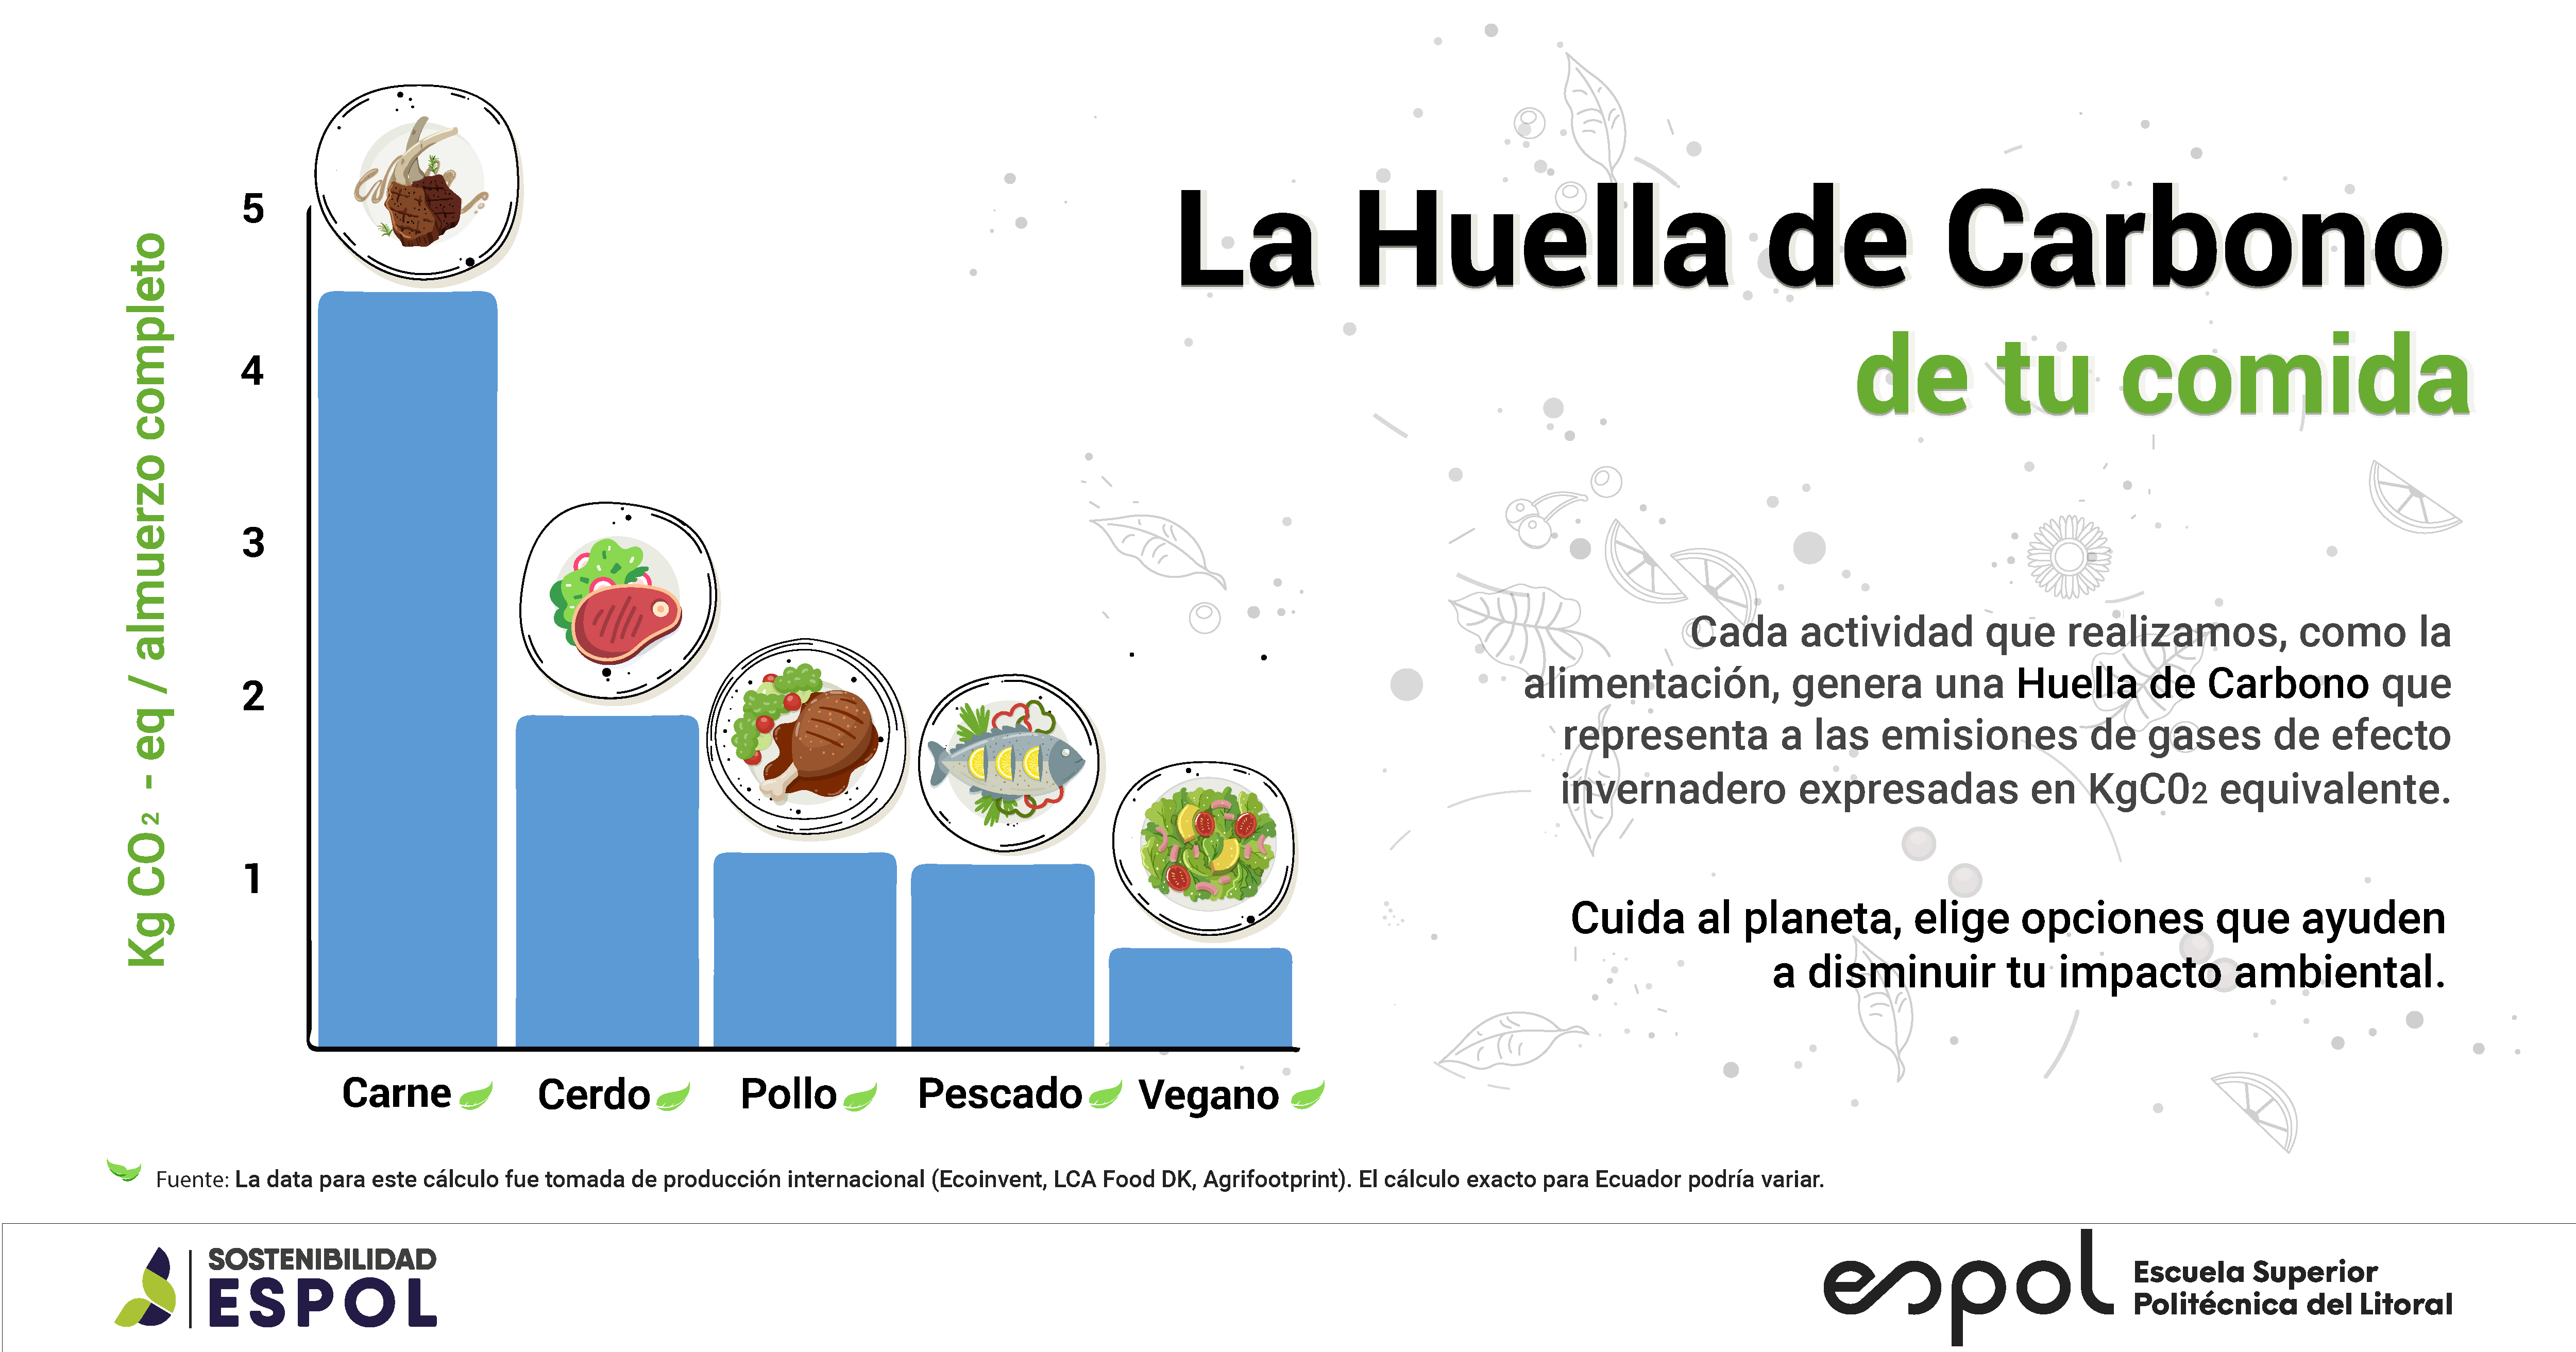 La Huella de Carbono
de tu comida
Kg CO₂ - eq / almuerzo completo
5
4
3
2
1
Carne
Cerdo
Pollo
Pescado
Vegano
Cada actividad que realizamos, como la
alimentación, genera una Huella de Carbono que
representa a las emisiones de gases de efecto
invernadero expresadas en KgC0₂ equivalente.
Cuida al planeta, elige opciones que ayuden
a disminuir tu impacto ambiental.
Fuente: La data para este cálculo fue tomada de producción internacional (Ecoinvent, LCA Food DK, Agrifootprint). El cálculo exacto para Ecuador podría variar.
SOSTENIBILIDAD
ESPOL
espol
Escuela Superior
Politécnica del Litoral